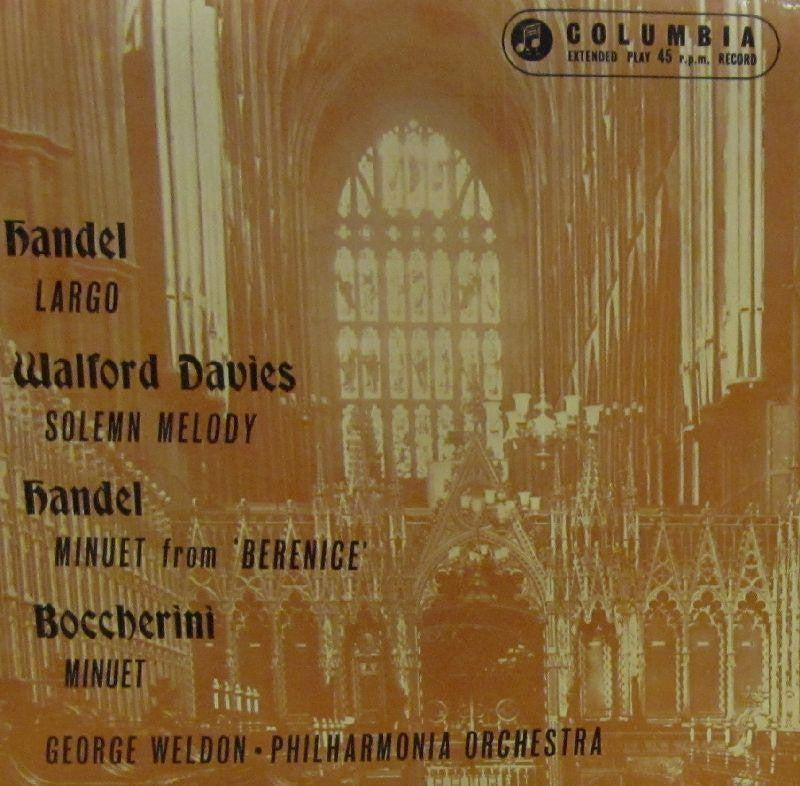 COLUMBIA
EXTENDED PLAY 45 r.p.m. RECORD
Handel
LARGO
Walford Davies
SOLEMN MELODY
Handel
MINUET from 'BERENICE'
Boccherini
MINUET
GEORGE WELDON • PHILHARMONIA ORCHESTRA